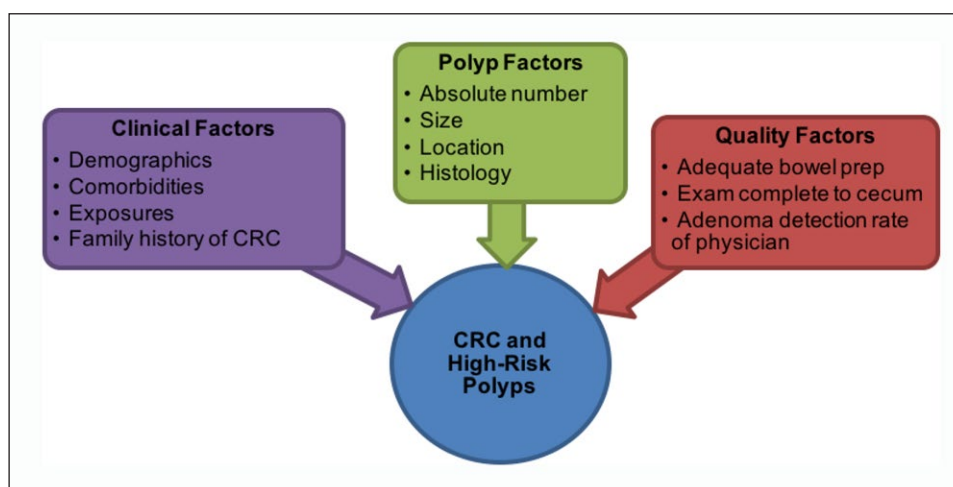 Clinical Factors
• Demographics
• Comorbidities
• Exposures
• Family history of CRC
Polyp Factors
• Absolute number
• Size
• Location
• Histology
Quality Factors
• Adequate bowel prep
• Exam complete to cecum
• Adenoma detection rate
of physician
CRC and
High-Risk
Polyps